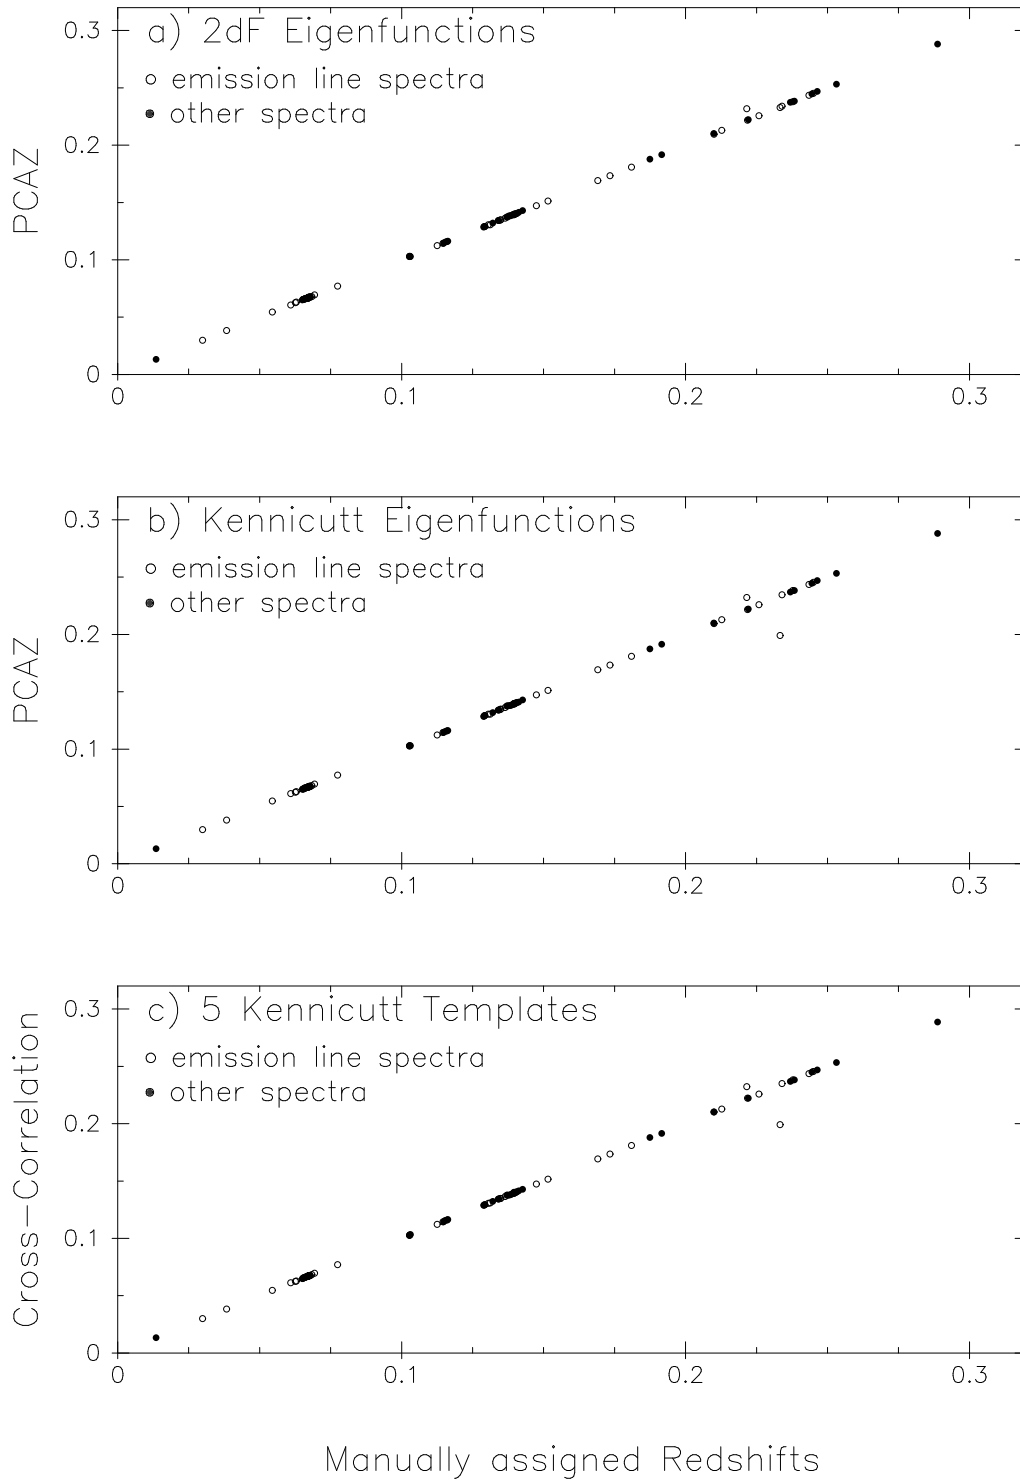 a) 2dF Eigenfunctions
emission line spectra
other spectra
0.3
0.2
0.1
0
PCAZ
0 0.1 0.2 0.3
b) Kennicutt Eigenfunctions
emission line spectra
other spectra
0.3
0.2
0.1
0
PCAZ
0 0.1 0.2 0.3
c) 5 Kennicutt Templates
emission line spectra
other spectra
0.3
0.2
0.1
0
Cross-Correlation
0 0.1 0.2 0.3
Manually assigned Redshifts